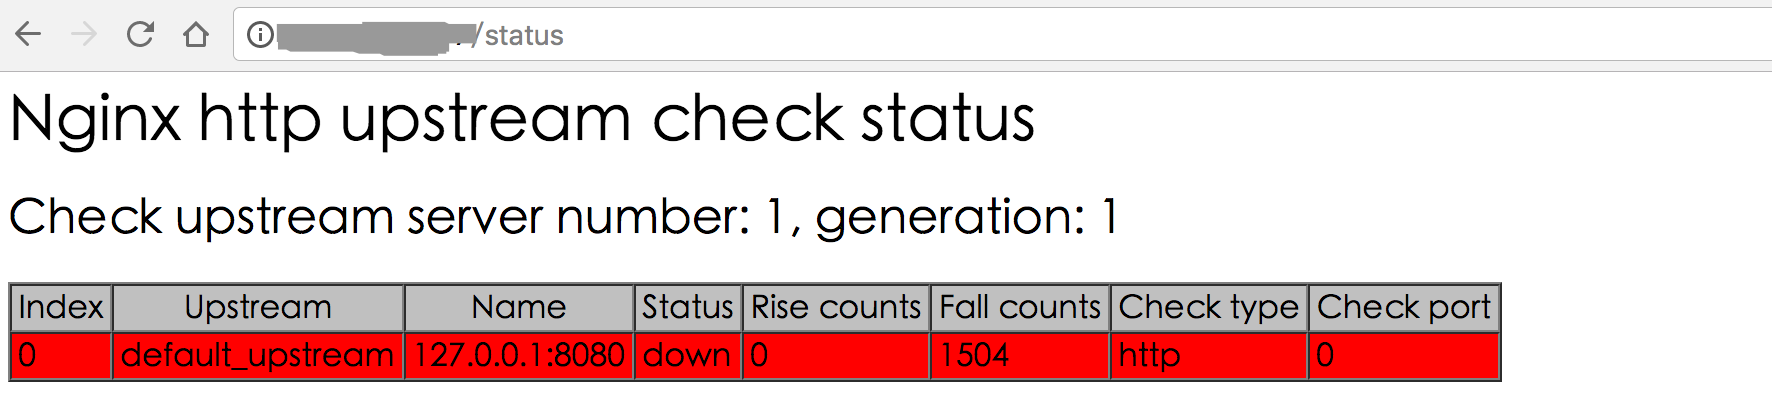 /status
Nginx http upstream check status
Check upstream server number: 1, generation: 1
Index Upstream Name Status Rise counts Fall counts Check type Check port
0 default_upstream 127.0.0.1:8080 down 0 1504 http 0